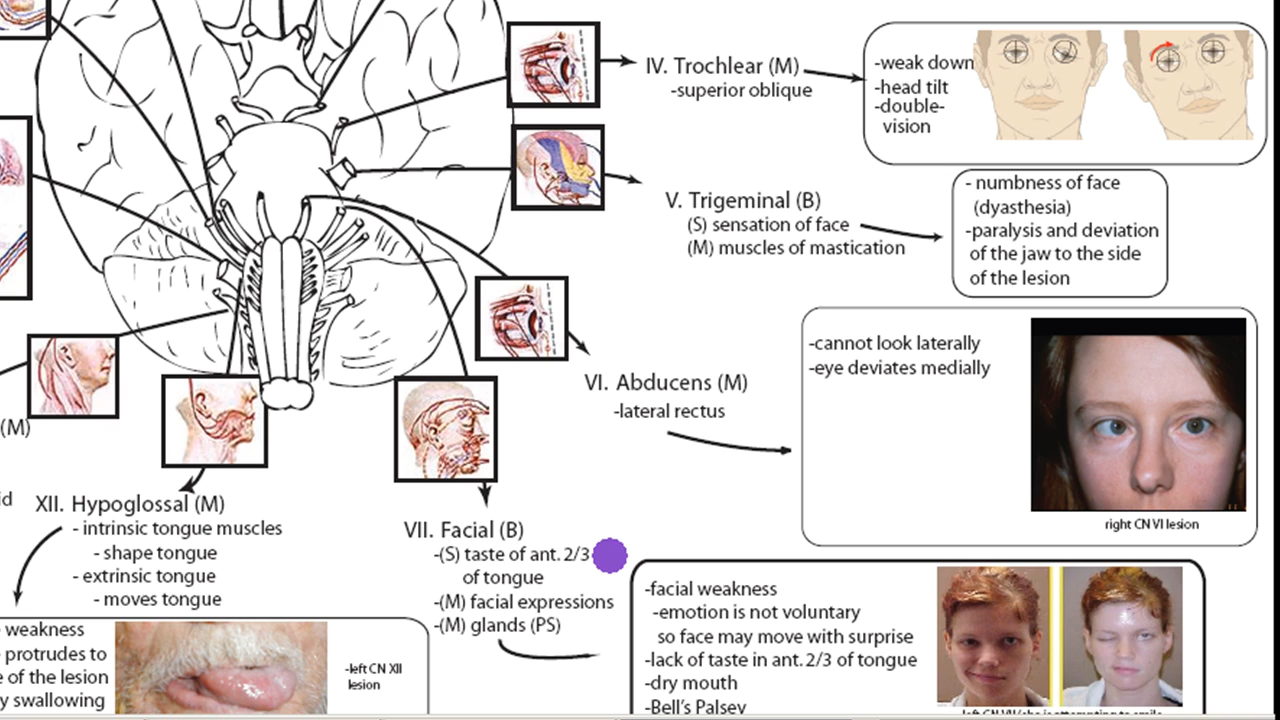 IV. Trochlear (M)
-superior oblique
-weak down
-head tilt
-double-
vision
V. Trigeminal (B)
(S) sensation of face
(M) muscles of mastication
- numbness of face
(dyasthesia)
-paralysis and deviation
of the jaw to the side
of the lesion
VI. Abducens (M)
-lateral rectus
-cannot look laterally
-eye deviates medially
right CN VI lesion
(M)
id
XII. Hypoglossal (M)
- intrinsic tongue muscles
- shape tongue
- extrinsic tongue
- moves tongue
weakness
protrudes to
of the lesion
swallowing
-left CN XII
lesion
VII. Facial (B)
-(S) taste of ant. 2/3
of tongue
-(M) facial expressions
-(M) glands (PS)
-facial weakness
-emotion is not voluntary
so face may move with surprise
-lack of taste in ant. 2/3 of tongue
-dry mouth
-Bell's Palsey